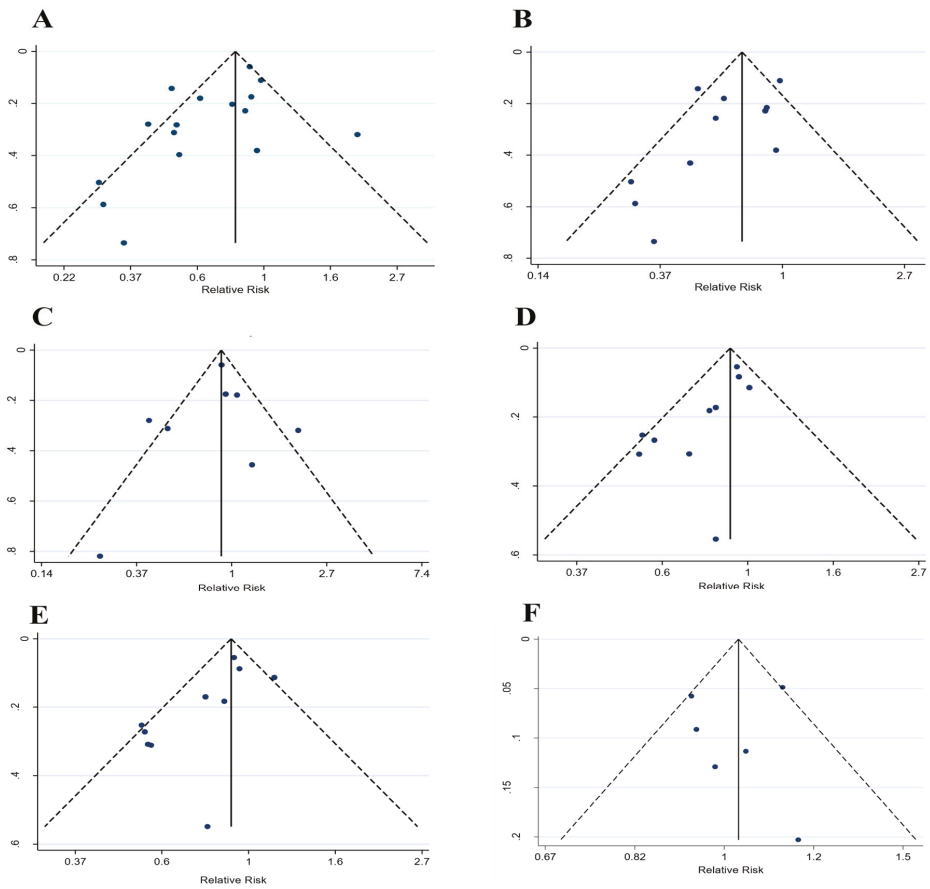 A
0
.2
.4
.6
.8
0.22 0.37 0.6 1 1.6 2.7
Relative Risk
B
0
.2
.4
.6
.8
0.14 0.37 1 2.7
Relative Risk
C
0
.2
.4
.6
.8
0.14 0.37 1 2.7 7.4
Relative Risk
D
0
.2
.4
.6
0.37 0.6 1 1.6 2.7
Relative Risk
E
0
.2
.4
.6
0.37 0.6 1 1.6 2.7
Relative Risk
F
0
.05
.1
.15
.2
0.67 0.82 1 1.2 1.5
Relative Risk